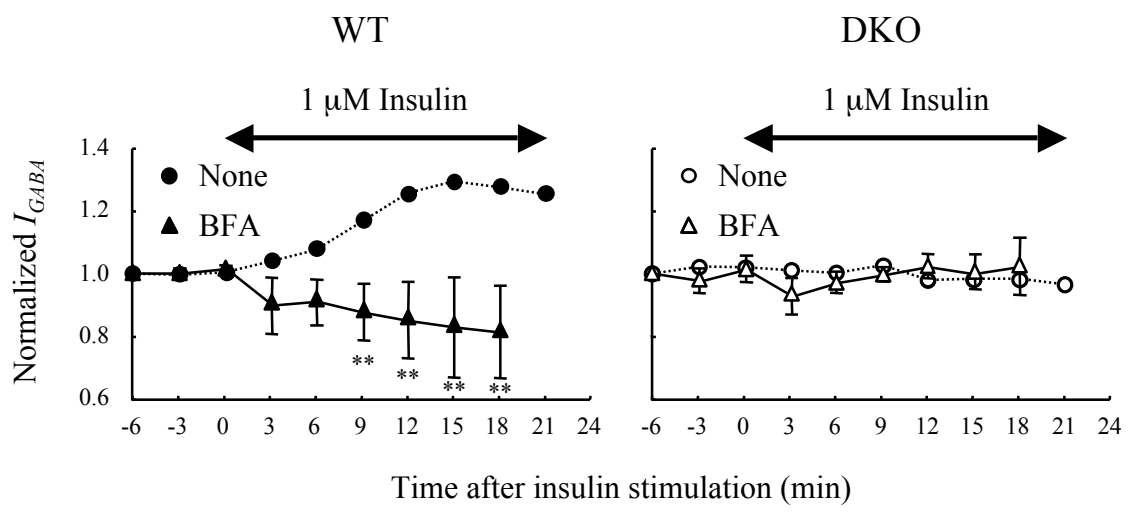 WT
1 μM Insulin
None
BFA
** ** ** **
Normalized I_GABA
1.4
1.2
1.0
0.8
0.6
-6 -3 0 3 6 9 12 15 18 21 24
DKO
1 μM Insulin
None
BFA
-6 -3 0 3 6 9 12 15 18 21 24
Time after insulin stimulation (min)